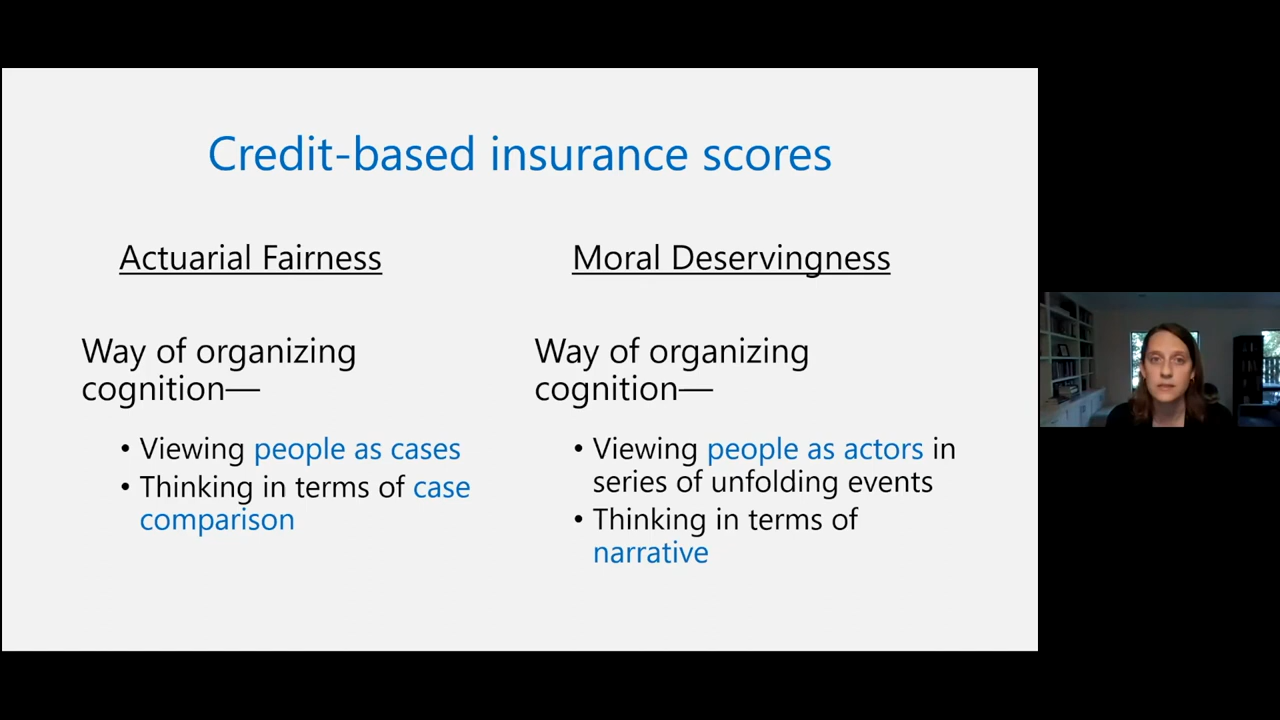 Credit-based insurance scores
Actuarial Fairness
Way of organizing
cognition—
• Viewing people as cases
• Thinking in terms of case
comparison
Moral Deservingness
Way of organizing
cognition—
• Viewing people as actors in
series of unfolding events
• Thinking in terms of
narrative